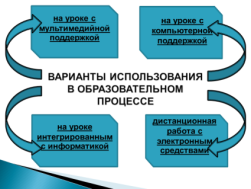 на уроке с
мультимедийной
поддержкой
на уроке с
компьютерной
поддержкой
ВАРИАНТЫ ИСПОЛЬЗОВАНИЯ
В ОБРАЗОВАТЕЛЬНОМ
ПРОЦЕССЕ
на уроке
интегрированным
с информатикой
дистанционная
работа с
электронным
средствами